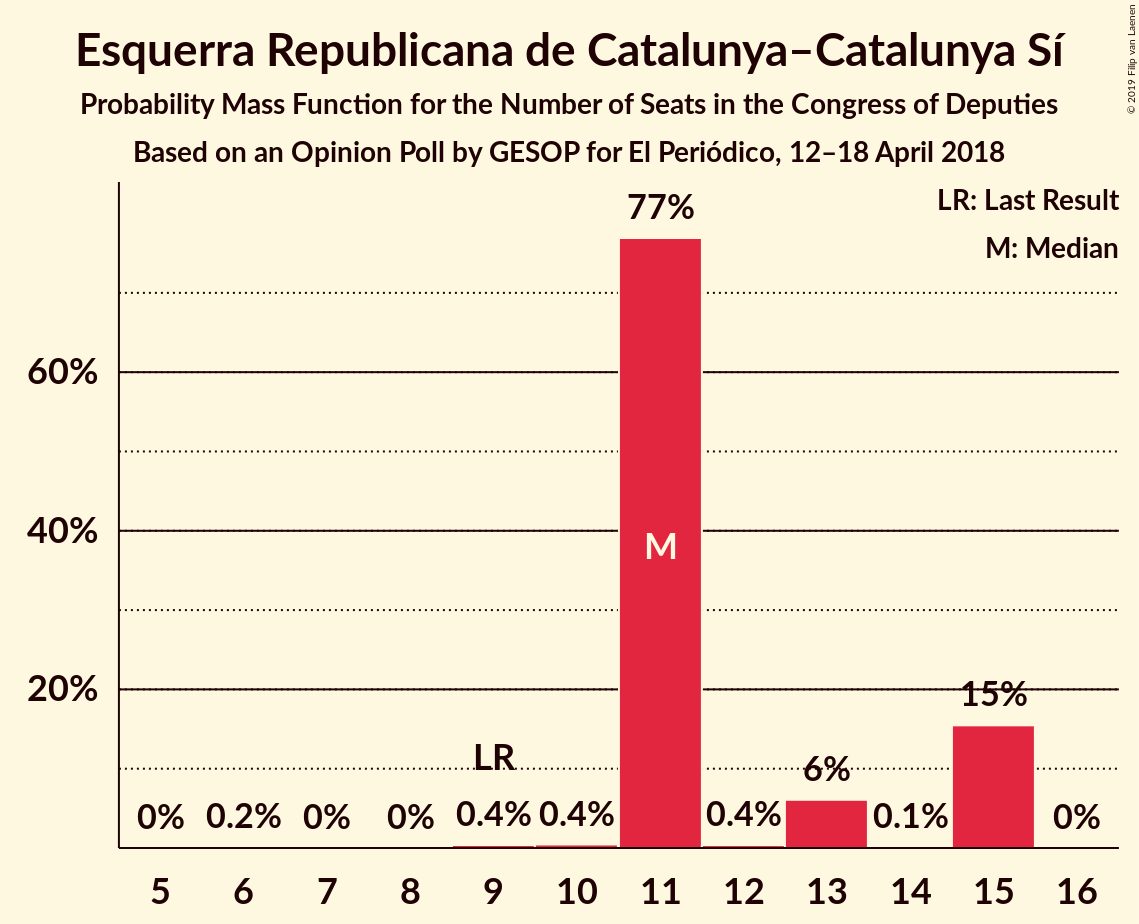 Esquerra Republicana de Catalunya–Catalunya Sí
Probability Mass Function for the Number of Seats in the Congress of Deputies
Based on an Opinion Poll by GESOP for El Periódico, 12–18 April 2018
© 2019 Filip van Laenen
LR: Last Result
M: Median
60%
40%
20%
0% 0.2% 0% 0% 0.4% 0.4% 77% 0.4% 6% 0.1% 15% 0%
LR
M
5 6 7 8 9 10 11 12 13 14 15 16